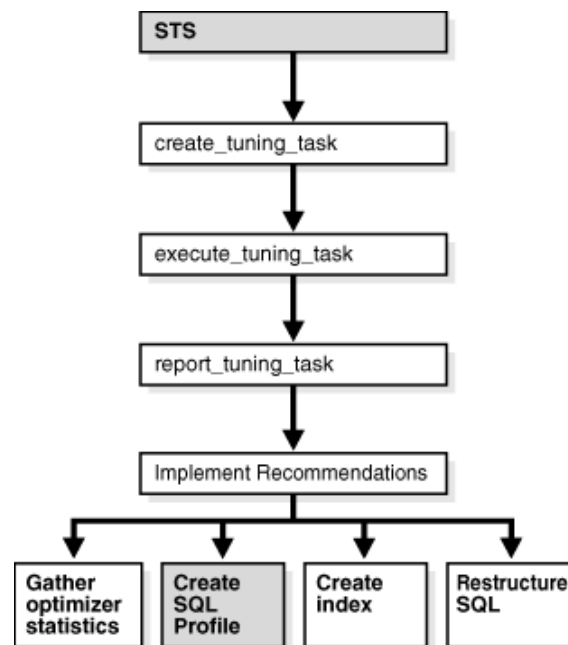 STS
create_tuning_task
execute_tuning_task
report_tuning_task
Implement Recommendations
Gather
optimizer
statistics
Create
SQL
Profile
Create
index
Restructure
SQL